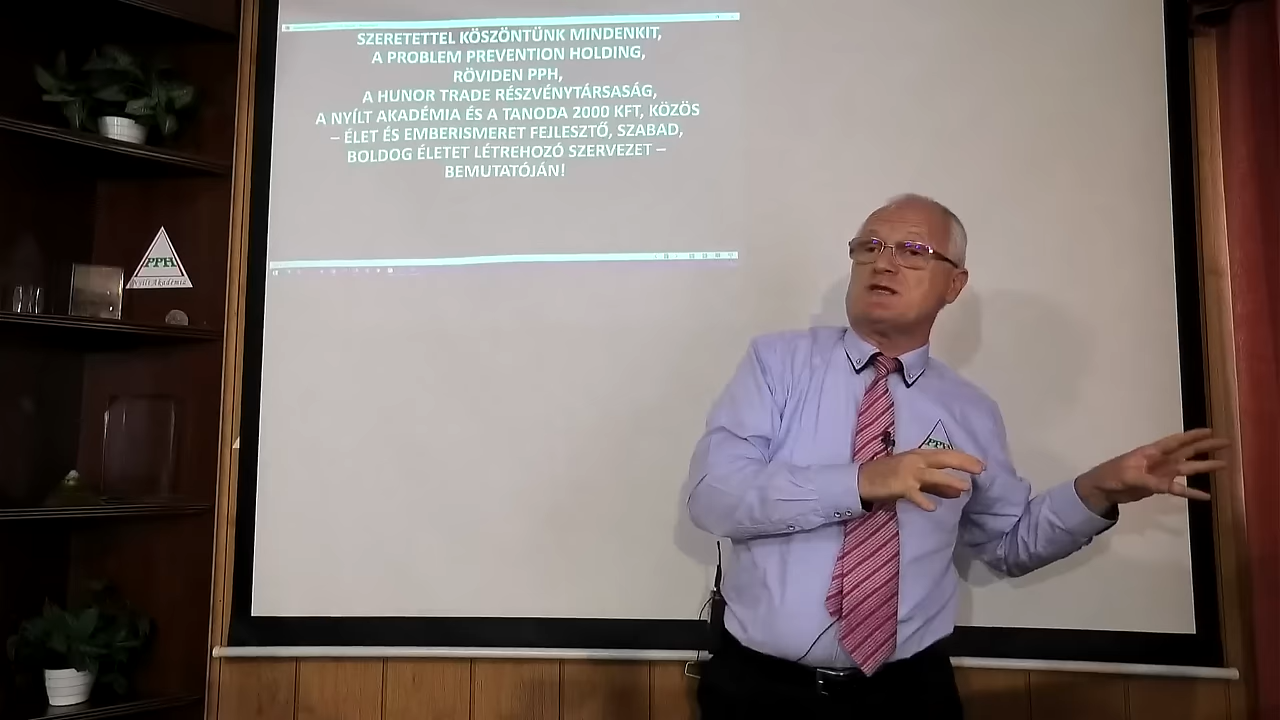 SZERETETTEL KÖSZÖNTÜNK MINDENKIT,
A PROBLEM PREVENTION HOLDING,
RÖVIDEN PPH,
A HUNOR TRADE RÉSZVÉNYTÁRSASÁG,
A NYÍLT AKADÉMIA ÉS A TANODA 2000 KFT, KÖZÖS
– ÉLET ÉS EMBERISMERET FEJLESZTŐ, SZABAD,
BOLDOG ÉLETET LÉTREHOZÓ SZERVEZET –
BEMUTATÓJÁN!
PPH
Nyílt Akadémia
PPH